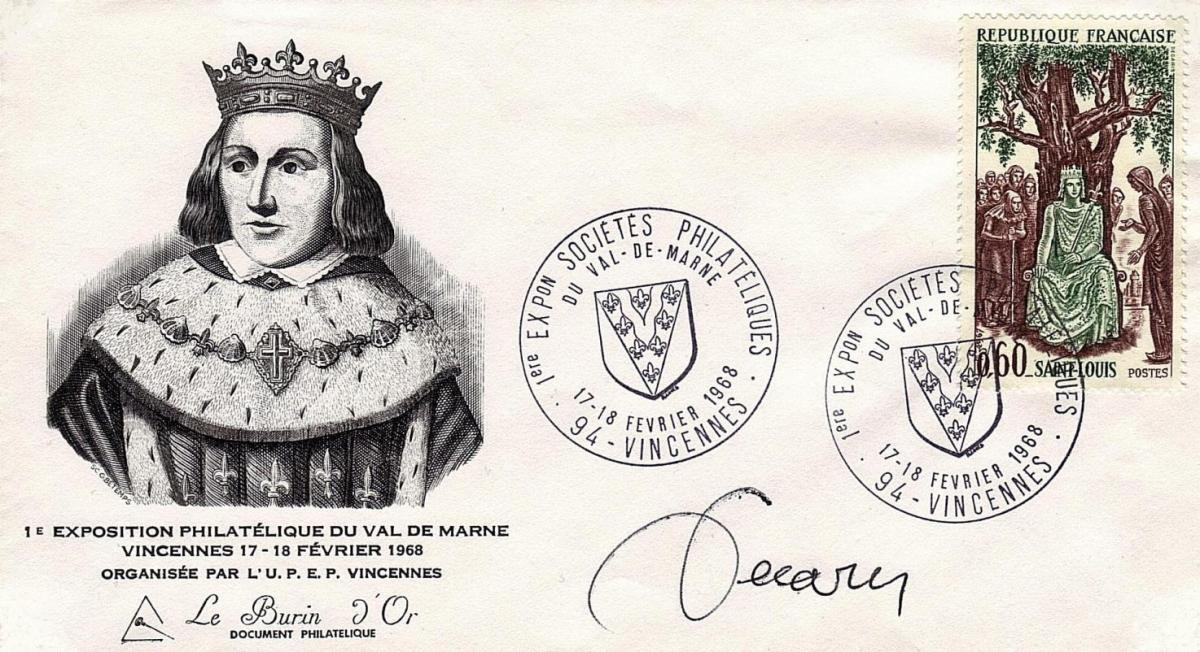 REPUBLIQUE FRANÇAISE
0,60 SAINT-LOUIS POSTES
1ère EXPON SOCIÉTÉS PHILATÉLIQUES
DU VAL-DE-MARNE
17-18 FEVRIER 1968
94-VINCENNES
1ère EXPON SOCIÉTÉS PHILATÉLIQUES
DU VAL-DE-MARNE
17-18 FEVRIER 1968
94-VINCENNES
1E EXPOSITION PHILATÉLIQUE DU VAL DE MARNE
VINCENNES 17-18 FÉVRIER 1968
ORGANISÉE PAR L'U.P.E.P. VINCENNES
Le Burin d'Or
DOCUMENT PHILATELIQUE